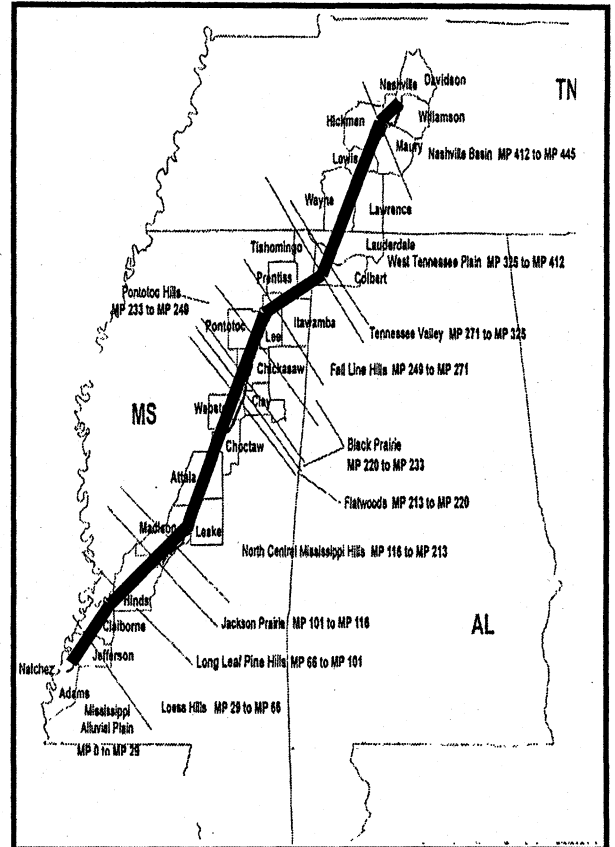 Davidson
Nashville
TN
Hickman
Williamson
Maury
Nashville Basin MP 412 to MP 445
Lewis
Wayne
Lawrence
Tishomingo
Lauderdale
West Tennessee Plain MP 325 to MP 412
Prentiss
Colbert
Pontotoc Hills
MP 233 to MP 249
Pontotoc
Itawamba
Tennessee Valley MP 271 to MP 325
Lee
Chickasaw
Fall Line Hills MP 249 to MP 271
MS
Clay
Choctaw
Black Prairie
MP 220 to MP 233
Attala
Flatwoods MP 213 to MP 220
Madison
Leake
North Central Mississippi Hills MP 116 to MP 213
Hinds
Jackson Prairie MP 101 to MP 116
AL
Claiborne
Jefferson
Long Leaf Pine Hills MP 66 to MP 101
Natchez
Adams
Loess Hills MP 29 to MP 66
Mississippi
Alluvial Plain
MP 0 to MP 29